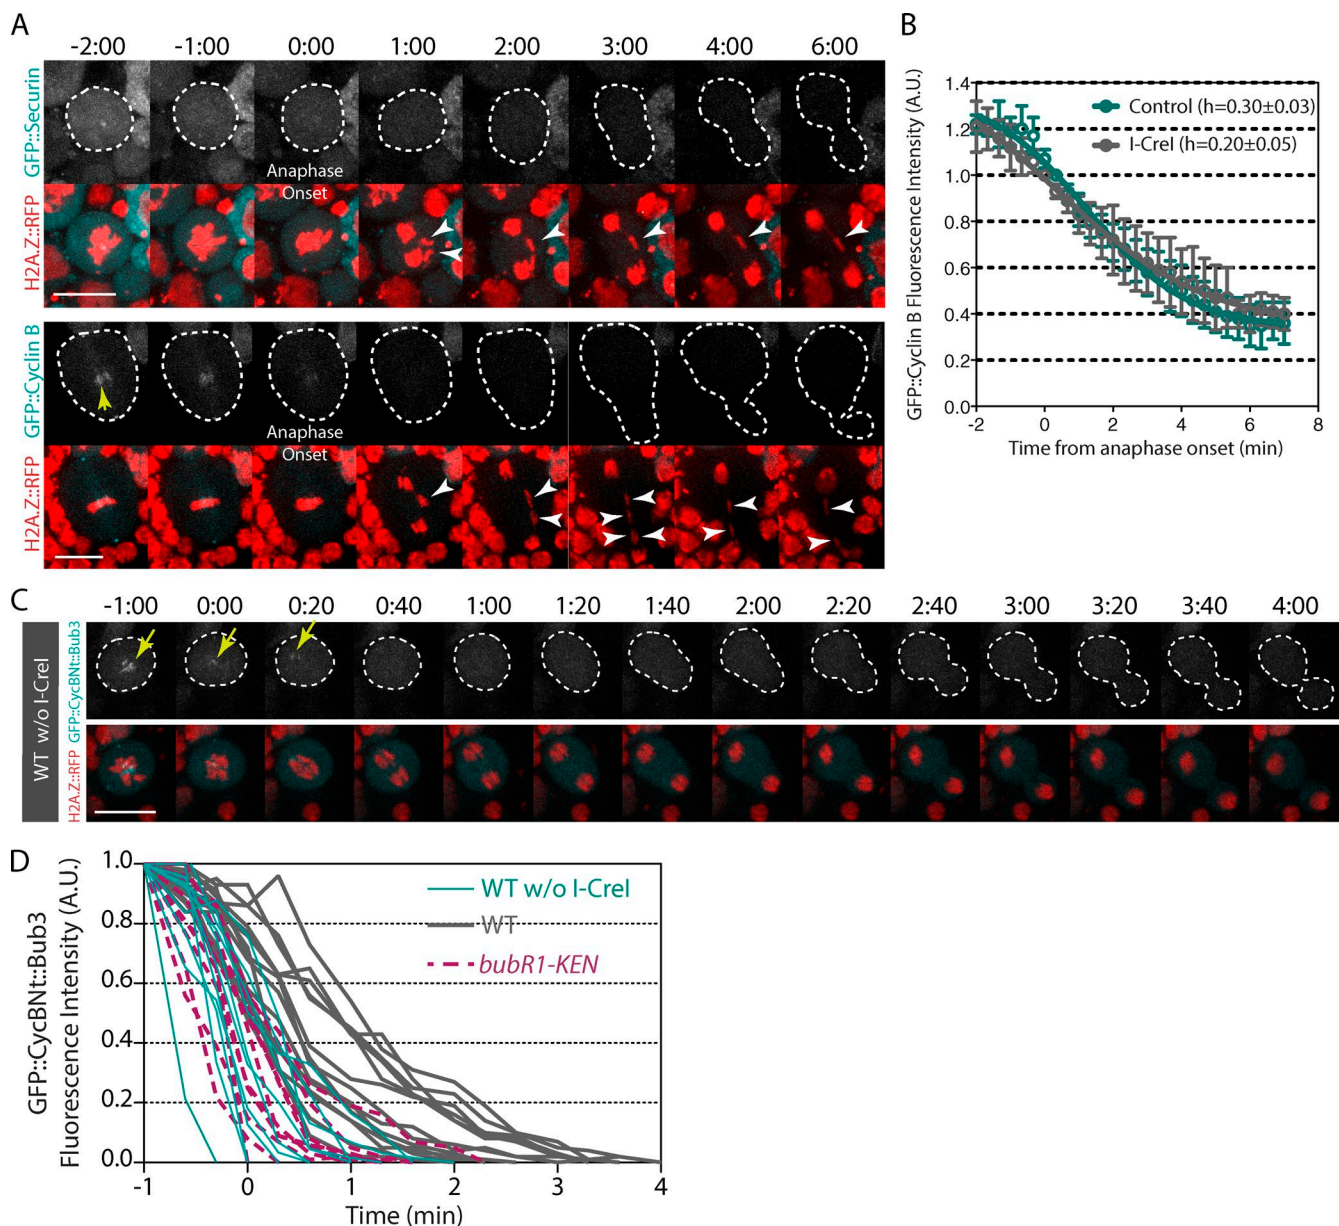 A
-2:00 -1:00 0:00 1:00 2:00 3:00 4:00 6:00
GFP::Securin
Anaphase
Onset
H2A.Z::RFP
GFP::Cyclin B
Anaphase
Onset
H2A.Z::RFP
B
GFP::Cyclin B Fluorescence Intensity (A.U.)
1.4
1.2
1.0
0.8
0.6
0.4
0.2
0.0
Control (h=0.30±0.03)
I-CreI (h=0.20±0.05)
-2 0 2 4 6 8
Time from anaphase onset (min)
C
-1:00 0:00 0:20 0:40 1:00 1:20 1:40 2:00 2:20 2:40 3:00 3:20 3:40 4:00
WT w/o I-CreI
GFP::CycBNt::Bub3
H2A.Z::RFP
D
GFP::CycBNt::Bub3
Fluorescence Intensity (A.U.)
1.0
0.8
0.6
0.4
0.2
0.0
WT w/o I-CreI
WT
bubR1-KEN
-1 0 1 2 3 4
Time (min)